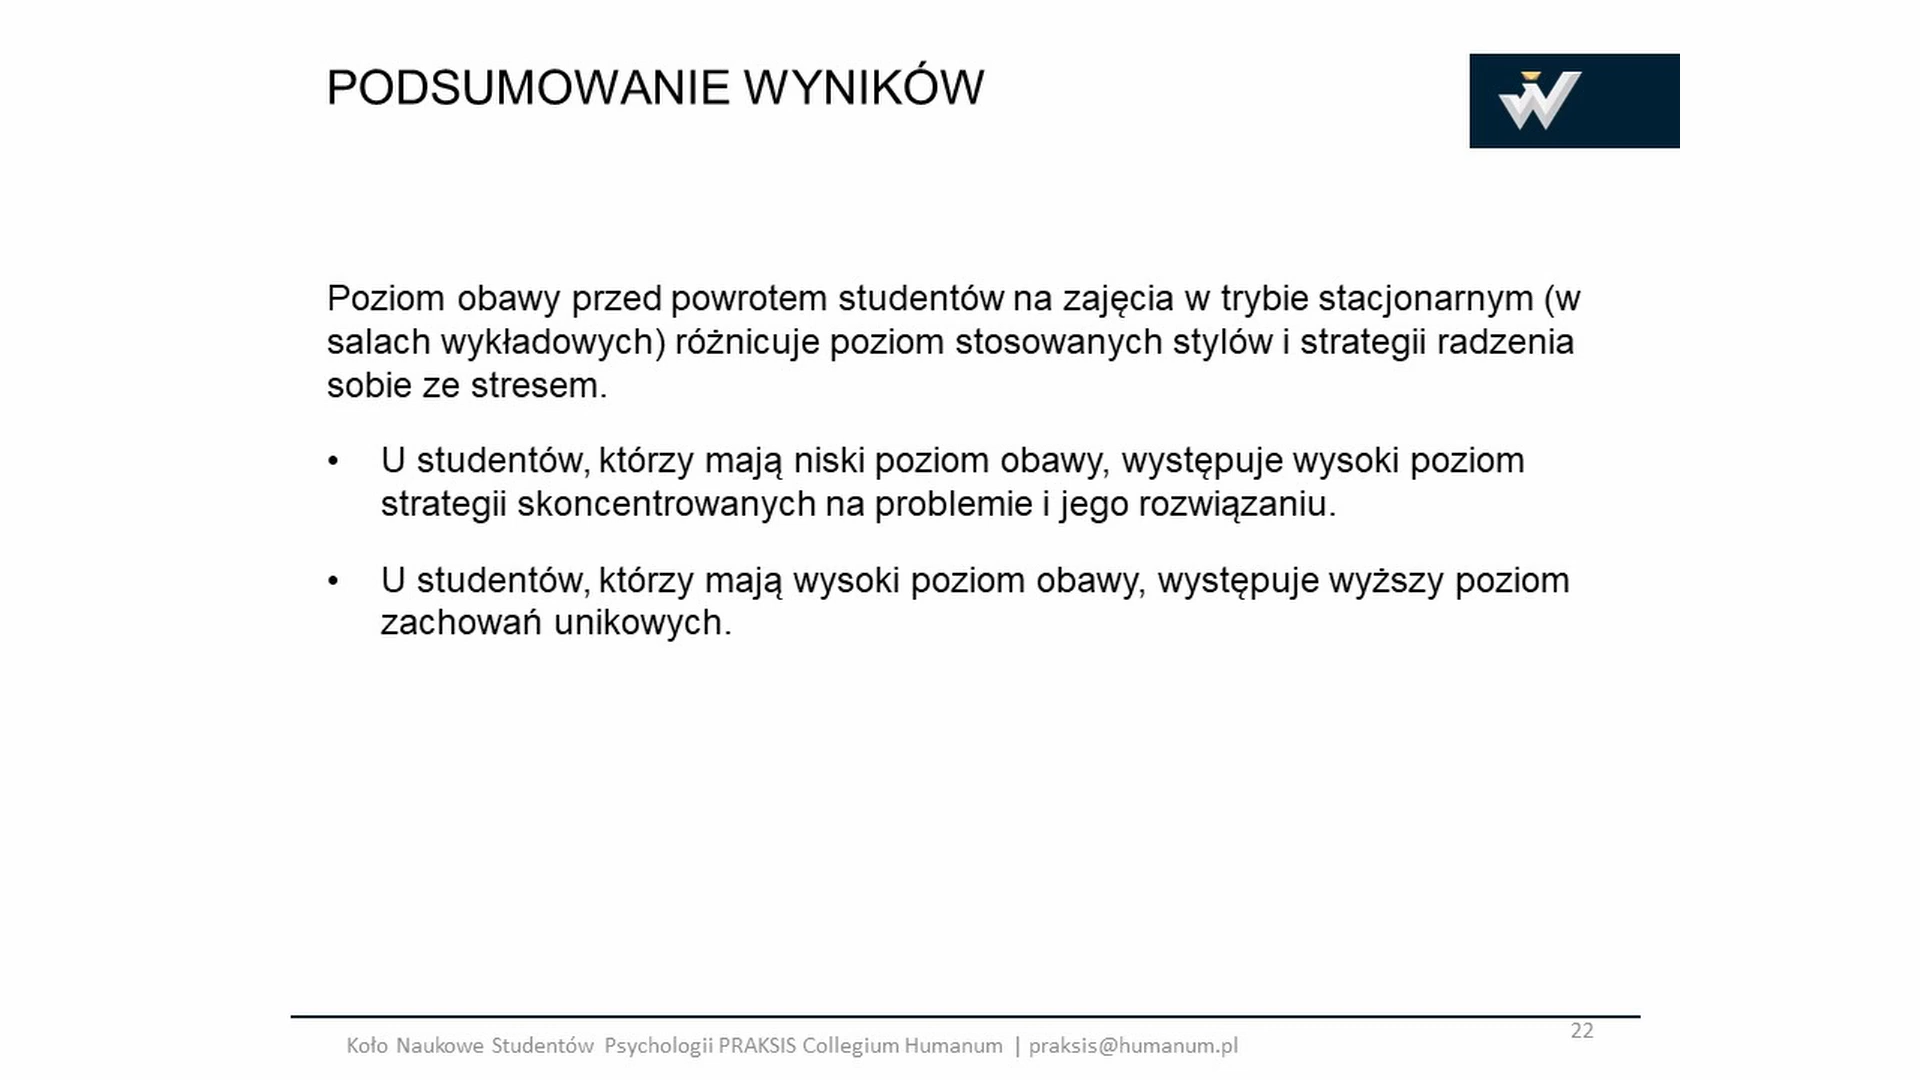 PODSUMOWANIE WYNIKÓW
Poziom obawy przed powrotem studentów na zajęcia w trybie stacjonarnym (w
salach wykładowych) różnicuje poziom stosowanych stylów i strategii radzenia
sobie ze stresem.
• U studentów, którzy mają niski poziom obawy, występuje wysoki poziom
strategii skoncentrowanych na problemie i jego rozwiązaniu.
• U studentów, którzy mają wysoki poziom obawy, występuje wyższy poziom
zachowań unikowych.
22
Koło Naukowe Studentów Psychologii PRAKSIS Collegium Humanum | praksis@humanum.pl